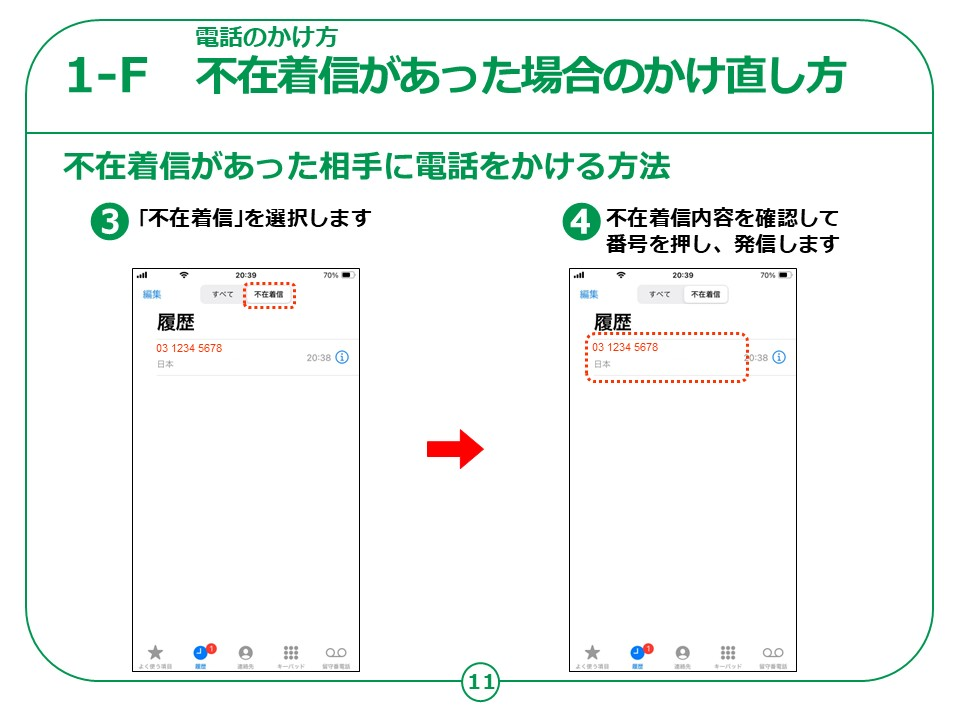 電話のかけ方
1-F 不在着信があった場合のかけ直し方
不在着信があった相手に電話をかける方法
3 「不在着信」を選択します
20:39 70%
編集 すべて 不在着信
履歴
03 1234 5678
日本 20:38
1
よく使う項目 履歴 連絡先 キーパッド 留守番電話
4 不在着信内容を確認して
番号を押し、発信します
20:39 70%
編集 すべて 不在着信
履歴
03 1234 5678
日本 20:38
1
よく使う項目 履歴 連絡先 キーパッド 留守番電話
11